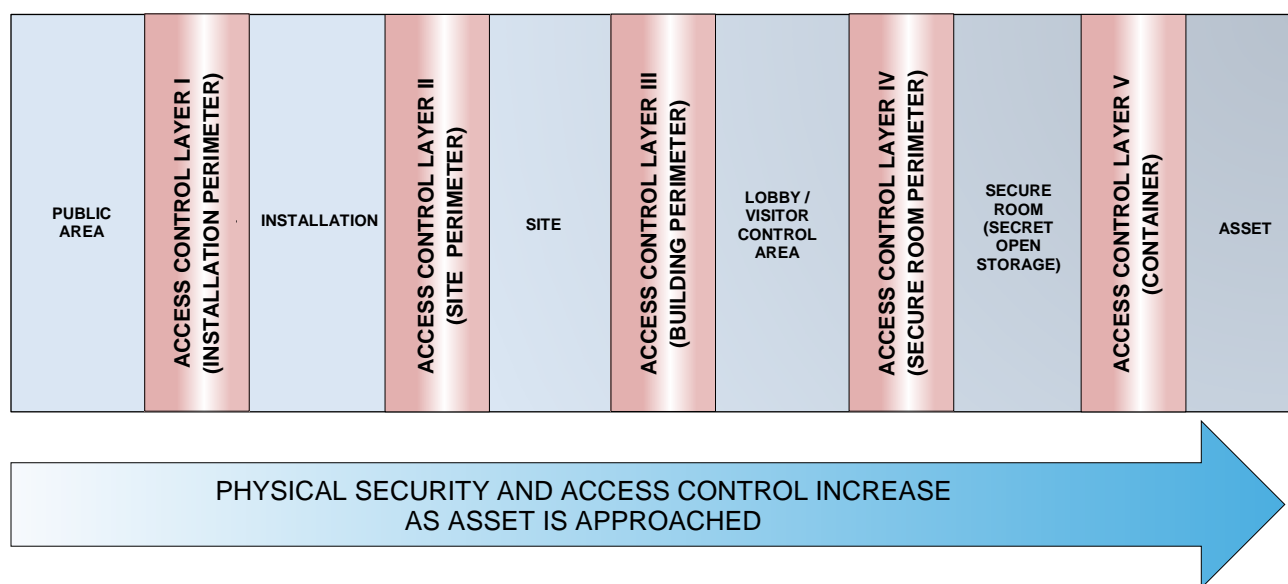 PUBLIC
AREA
ACCESS CONTROL LAYER I
(INSTALLATION PERIMETER)
INSTALLATION
ACCESS CONTROL LAYER II
(SITE PERIMETER)
SITE
ACCESS CONTROL LAYER III
(BUILDING PERIMETER)
LOBBY /
VISITOR
CONTROL
AREA
ACCESS CONTROL LAYER IV
(SECURE ROOM PERIMETER)
SECURE
ROOM
(SECRET
OPEN
STORAGE)
ACCESS CONTROL LAYER V
(CONTAINER)
ASSET
PHYSICAL SECURITY AND ACCESS CONTROL INCREASE
AS ASSET IS APPROACHED